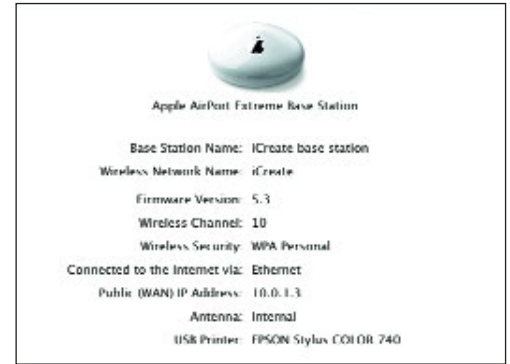 Apple AirPort Extreme Base Station
Base Station Name: iCreate base station
Wireless Network Name: iCreate
Firmware Version: 5.3
Wireless Channel: 10
Wireless Security: WPA Personal
Connected to the Internet via: Ethernet
Public (WAN) IP Address: 10.0.1.3
Antenna: Internal
USB Printer: EPSON Stylus COLOR 740